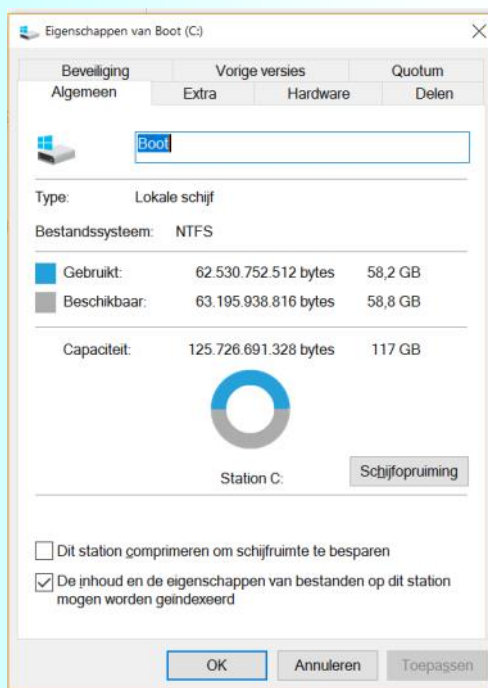 Eigenschappen van Boot (C:)
Beveiliging Vorige versies Quotum
Algemeen Extra Hardware Delen
Boot
Type: Lokale schijf
Bestandssysteem: NTFS
Gebruikt: 62.530.752.512 bytes 58,2 GB
Beschikbaar: 63.195.938.816 bytes 58,8 GB
Capaciteit: 125.726.691.328 bytes 117 GB
Station C: Schijfopruiming
Dit station comprimeren om schijfruimte te besparen
De inhoud en de eigenschappen van bestanden op dit station
mogen worden geïndexeerd
OK Annuleren Toepassen